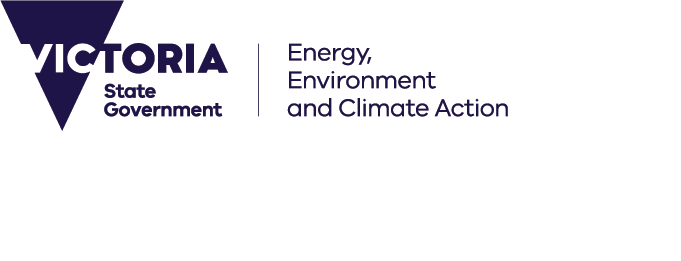 VICTORIA
State
Government
Energy,
Environment
and Climate Action